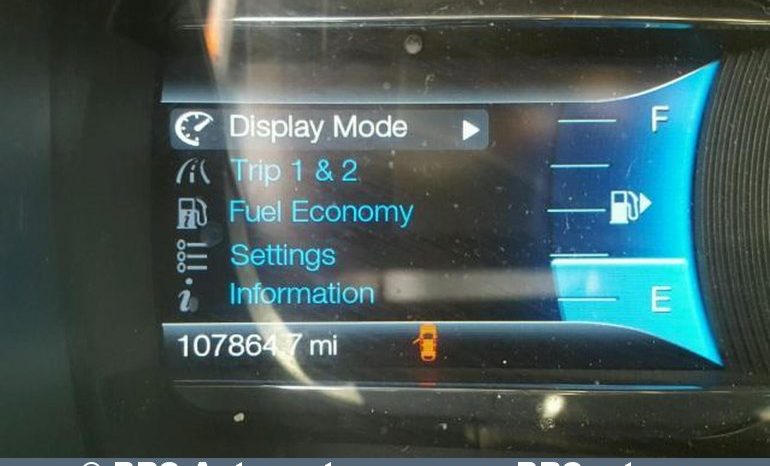 Display Mode
F
Trip 1 & 2
Fuel Economy
Settings
Information
E
107864.7 mi